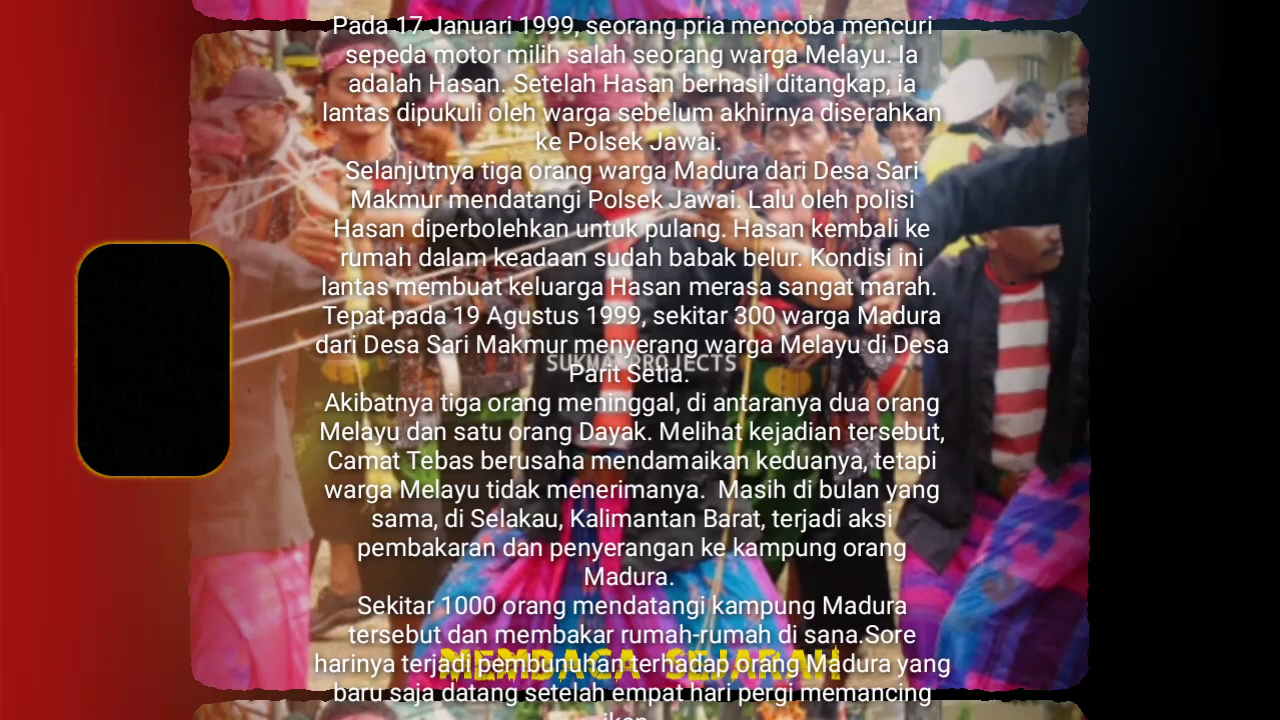 Pada 17 Januari 1999, seorang pria mencoba mencuri
sepeda motor milih salah seorang warga Melayu. Ia
adalah Hasan. Setelah Hasan berhasil ditangkap, ia
lantas dipukuli oleh warga sebelum akhirnya diserahkan
ke Polsek Jawai.
Selanjutnya tiga orang warga Madura dari Desa Sari
Makmur mendatangi Polsek Jawai. Lalu oleh polisi
Hasan diperbolehkan untuk pulang. Hasan kembali ke
rumah dalam keadaan sudah babak belur. Kondisi ini
lantas membuat keluarga Hasan merasa sangat marah.
Tepat pada 19 Agustus 1999, sekitar 300 warga Madura
dari Desa Sari Makmur menyerang warga Melayu di Desa
SUKMA PROJECTS
Parit Setia.
Akibatnya tiga orang meninggal, di antaranya dua orang
Melayu dan satu orang Dayak. Melihat kejadian tersebut,
Camat Tebas berusaha mendamaikan keduanya, tetapi
warga Melayu tidak menerimanya. Masih di bulan yang
sama, di Selakau, Kalimantan Barat, terjadi aksi
pembakaran dan penyerangan ke kampung orang
Madura.
Sekitar 1000 orang mendatangi kampung Madura
tersebut dan membakar rumah-rumah di sana.Sore
harinya terjadi pembunuhan terhadap orang Madura yang
MEMBACA SEJARAH
baru saja datang setelah empat hari pergi memancing
ikan